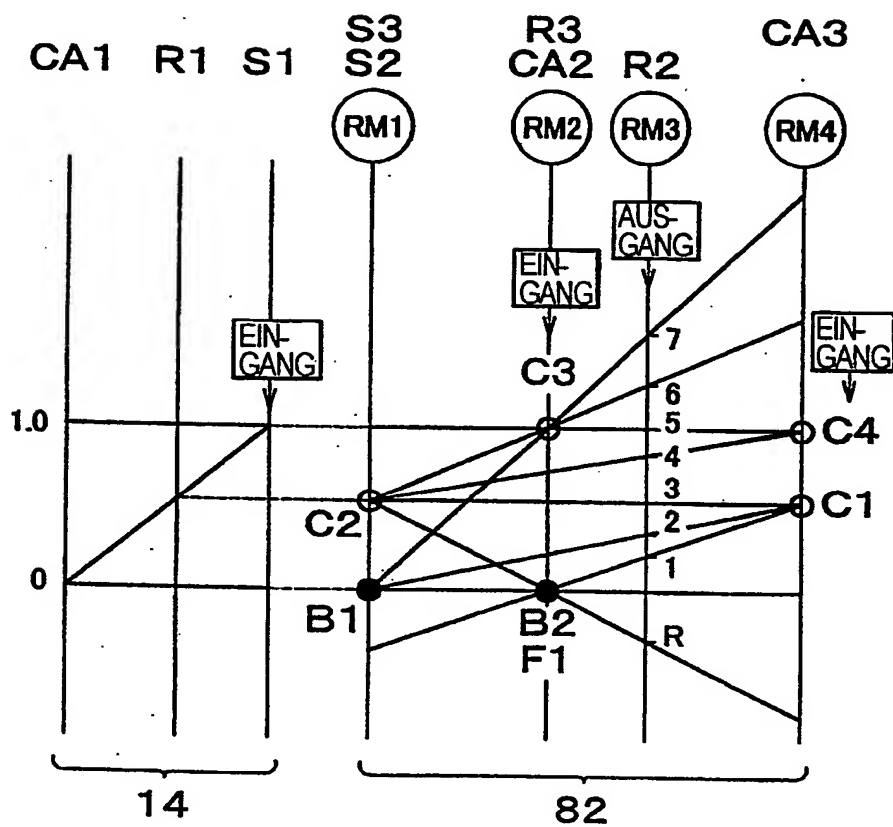 S3 R3 CA3
CA1 R1 S1 S2 CA2 R2
RM1 RM2 RM3 RM4
AUS-
GANG
EIN-
GANG
EIN-
GANG
EIN-
GANG
7
6
C3
1.0
5
C4
4
3
C2
C1
2
1
0
B1
B2
F1
R
14
82